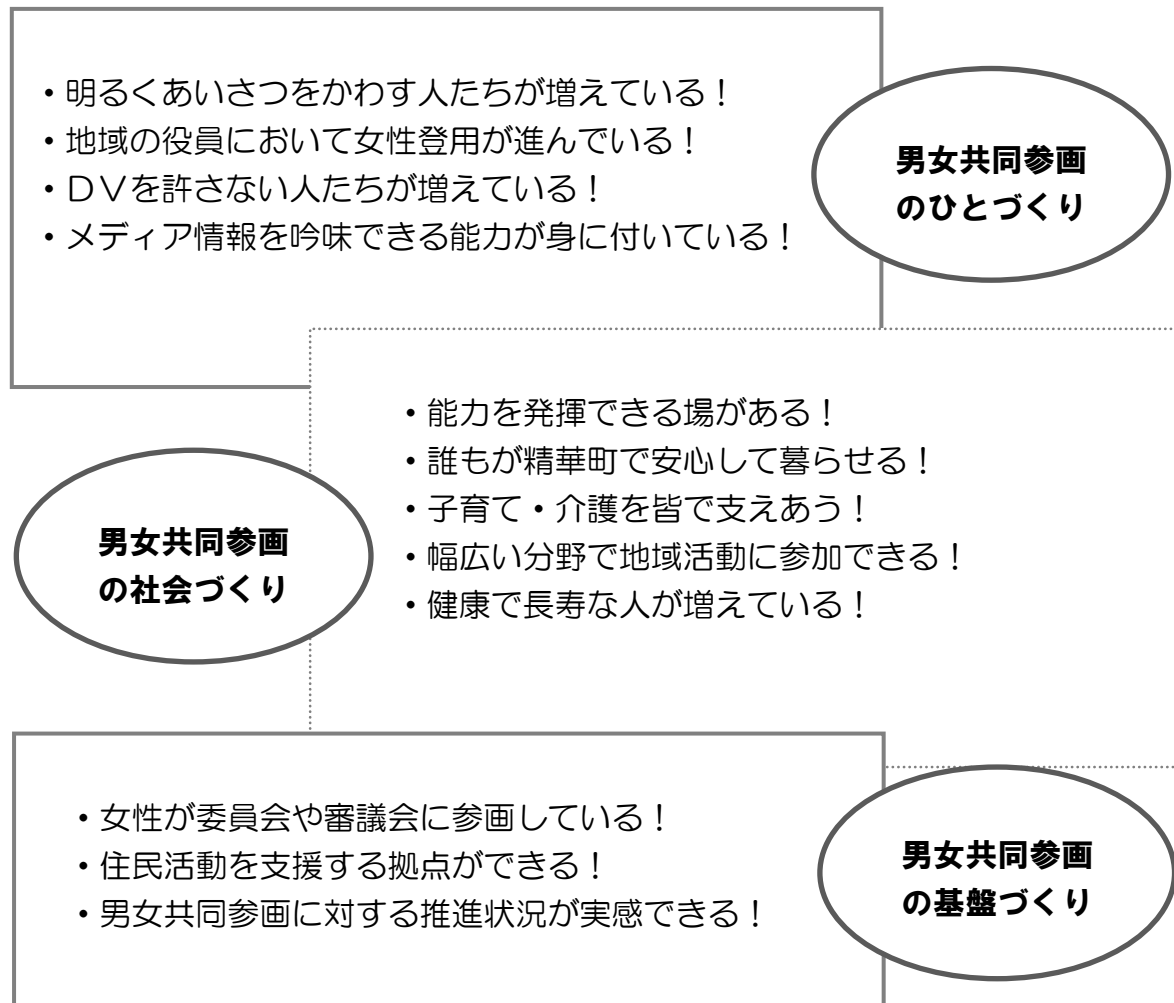 ・明るくあいさつをかわす人たちが増えている！
・地域の役員において女性登用が進んでいる！
・ＤＶを許さない人たちが増えている！
・メディア情報を吟味できる能力が身に付いている！
男女共同参画
のひとづくり
・能力を発揮できる場がある！
・誰もが精華町で安心して暮らせる！
・子育て・介護を皆で支えあう！
・幅広い分野で地域活動に参加できる！
・健康で長寿な人が増えている！
男女共同参画
の社会づくり
・女性が委員会や審議会に参画している！
・住民活動を支援する拠点ができる！
・男女共同参画に対する推進状況が実感できる！
男女共同参画
の基盤づくり